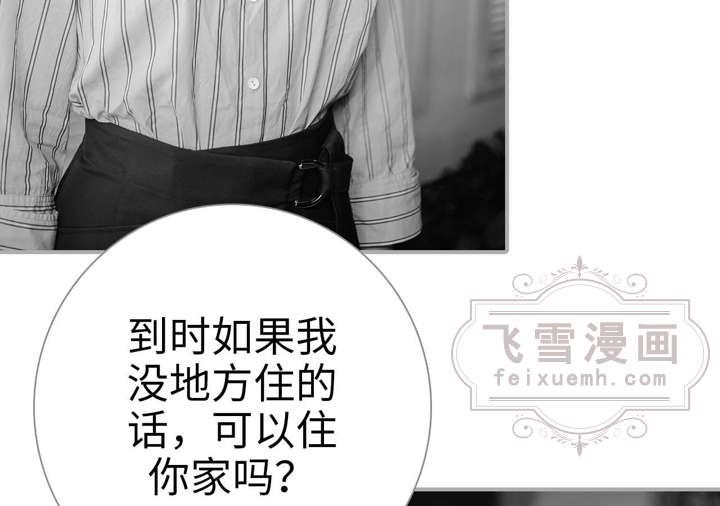 到时如果我
没地方住的
话，可以住
你家吗？
飞雪漫画
feixuemh.com